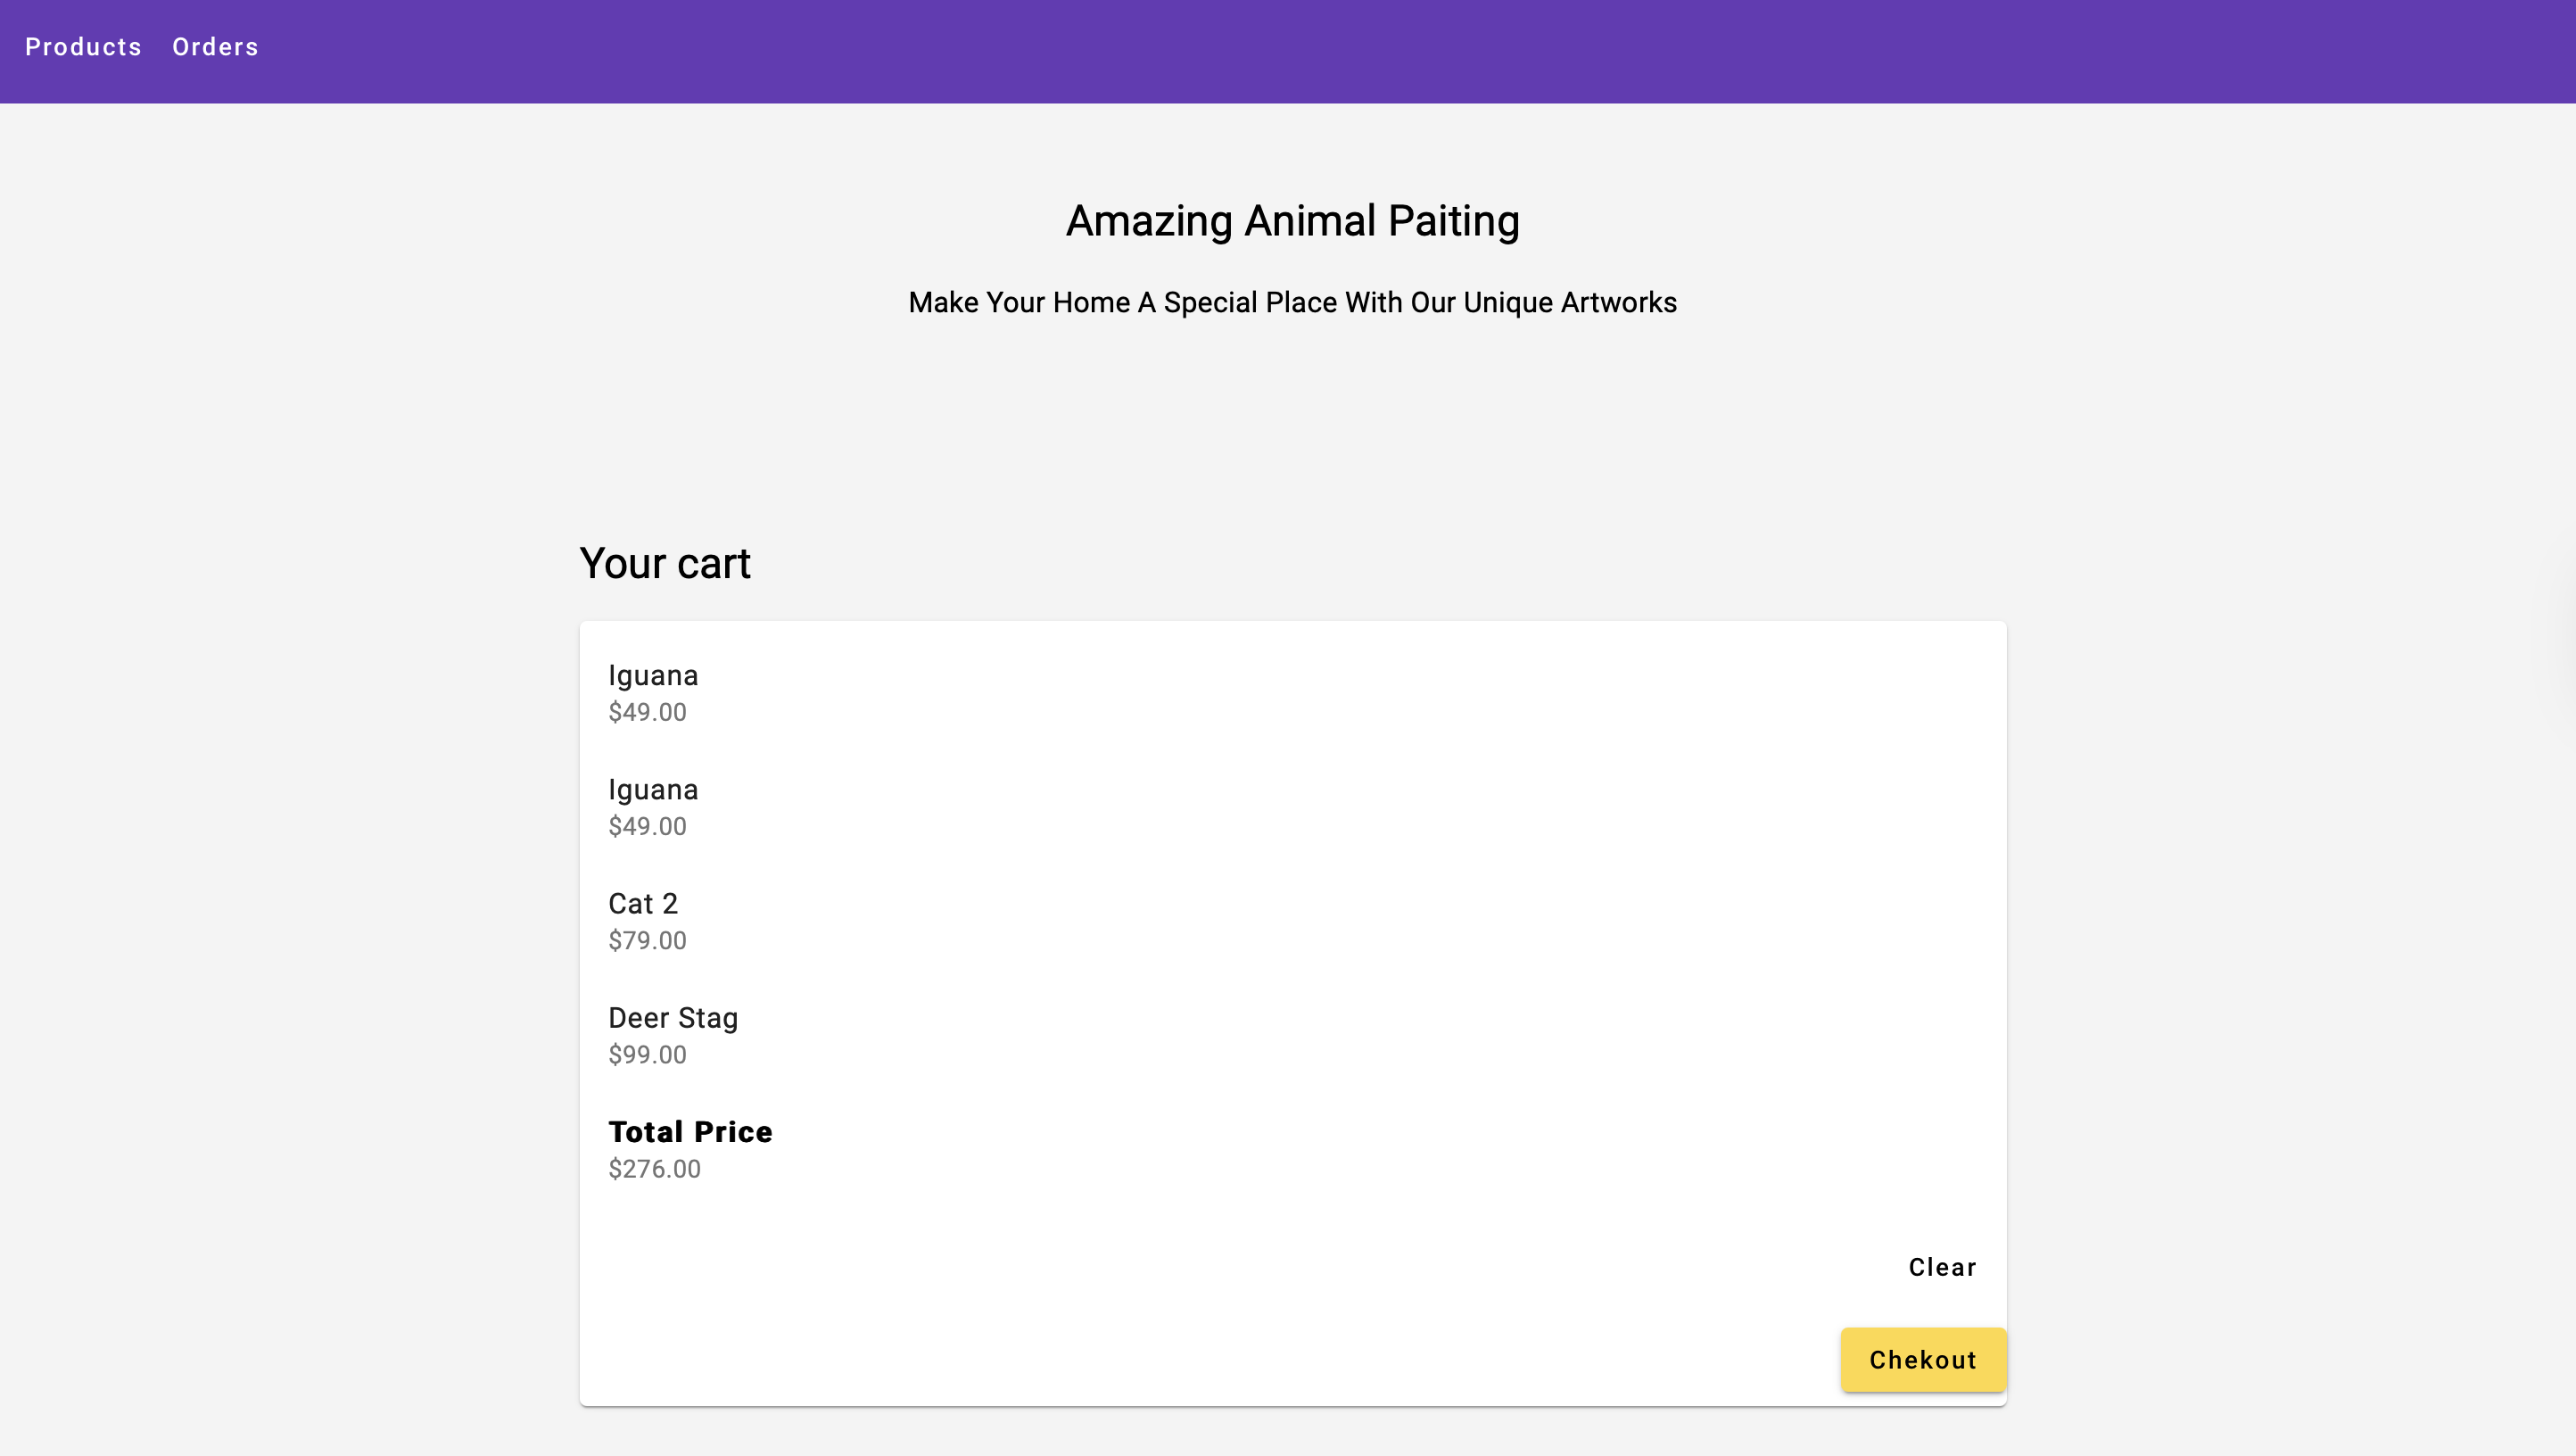 Products Orders
Amazing Animal Paiting
Make Your Home A Special Place With Our Unique Artworks
Your cart
Iguana
$49.00
Iguana
$49.00
Cat 2
$79.00
Deer Stag
$99.00
Total Price
$276.00
Clear
Chekout